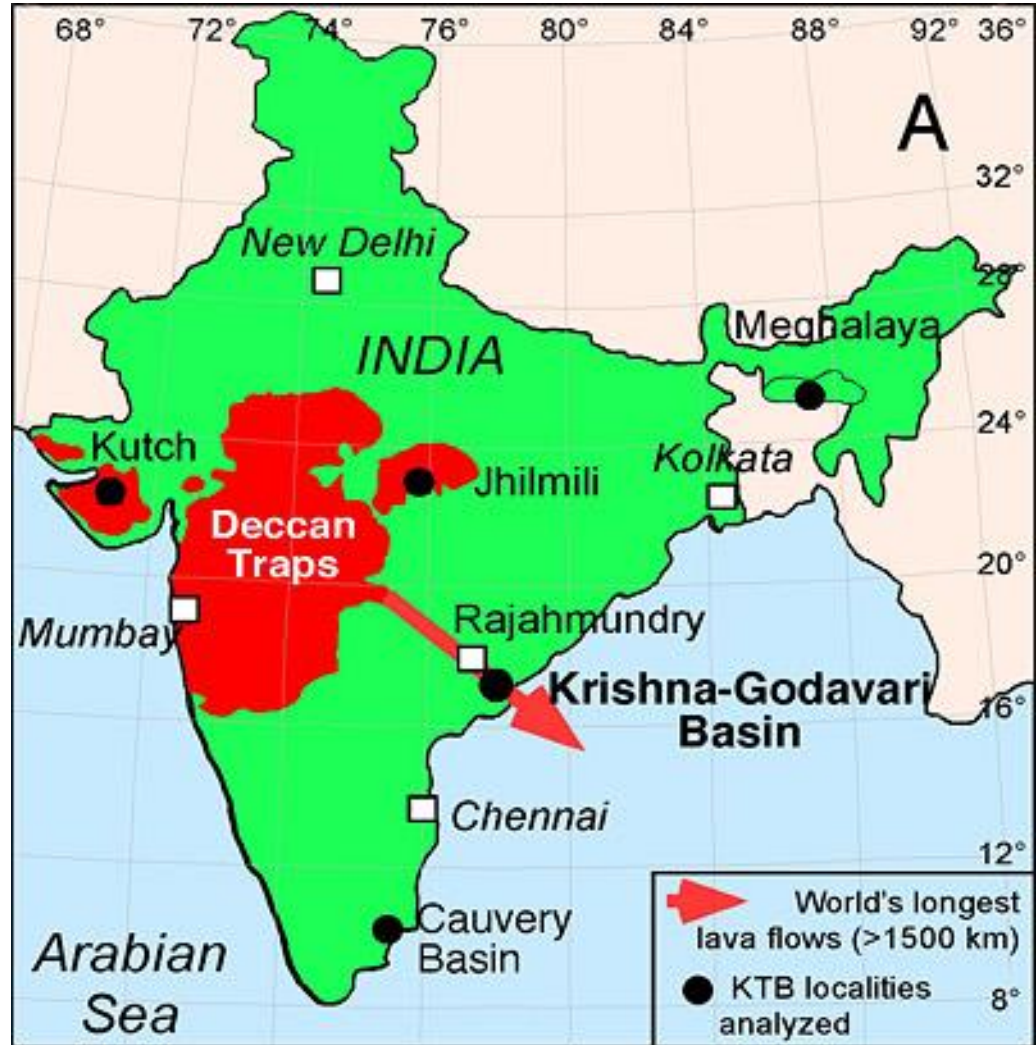 68° 72° 74° 76° 80° 84° 88° 92° 36°
A
32°
New Delhi
28°
INDIA
Meghalaya
24°
Kutch
Kolkata
Jhilmili
Deccan
Traps
20°
Mumbay
Rajahmundry
Krishna-Godavari
Basin
16°
Chennai
12°
World's longest
lava flows (>1500 km)
Cauvery
Basin
Arabian
Sea
KTB localities
analyzed
8°